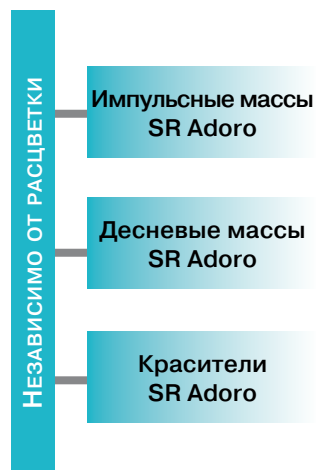 НЕЗАВИСИМО ОТ РАСЦВЕТКИ
Импульсные массы
SR Adoro
Десневые массы
SR Adoro
Красители
SR Adoro